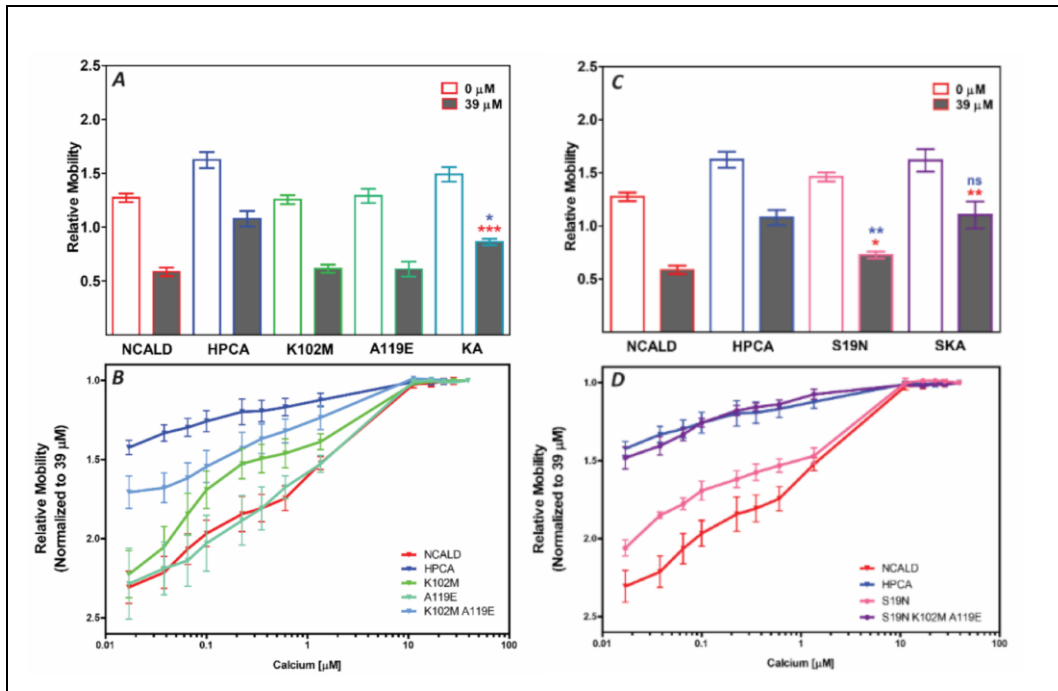 A
0 μM
39 μM
Relative Mobility
2.5
2.0
1.5
1.0
0.5
*
***
NCALD HPCA K102M A119E KA
B
Relative Mobility
(Normalized to 39 μM)
1.0
1.5
2.0
2.5
NCALD
HPCA
K102M
A119E
K102M A119E
0.01 0.1 1 10 100
Calcium [μM]
C
0 μM
39 μM
Relative Mobility
2.5
2.0
1.5
1.0
0.5
**
*
ns
**
NCALD HPCA S19N SKA
D
Relative Mobility
(Normalized to 39 μM)
1.0
1.5
2.0
2.5
NCALD
HPCA
S19N
S19N K102M A119E
0.01 0.1 1 10 100
Calcium [μM]